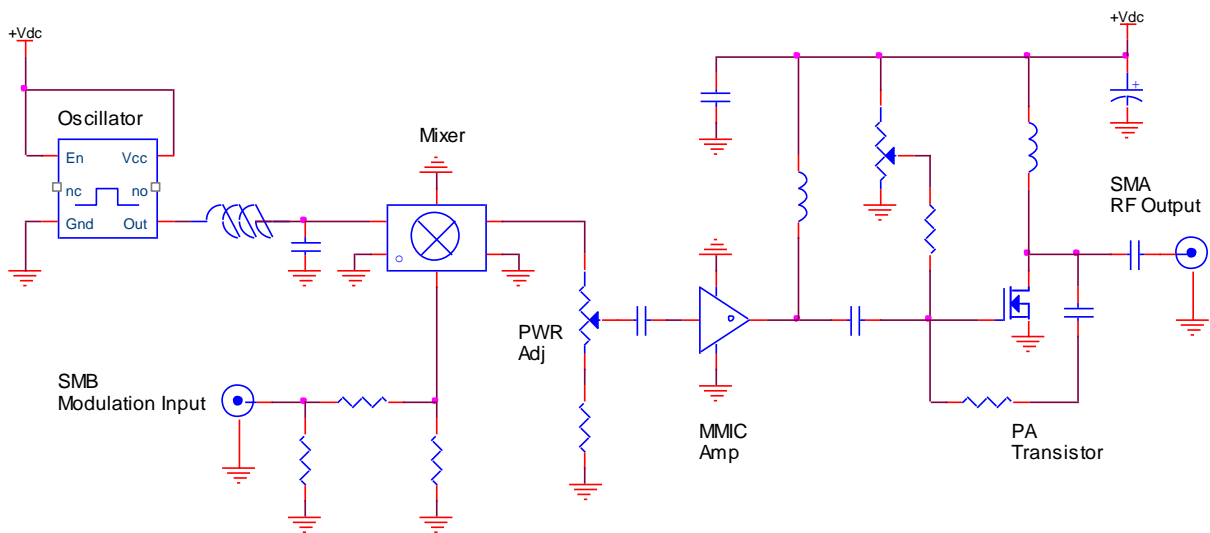 +Vdc
+Vdc
Oscillator
Mixer
En
Vcc
nc
no
Gnd
Out
+
SMA
RF Output
PWR
Adj
SMB
Modulation Input
MMIC
Amp
PA
Transistor